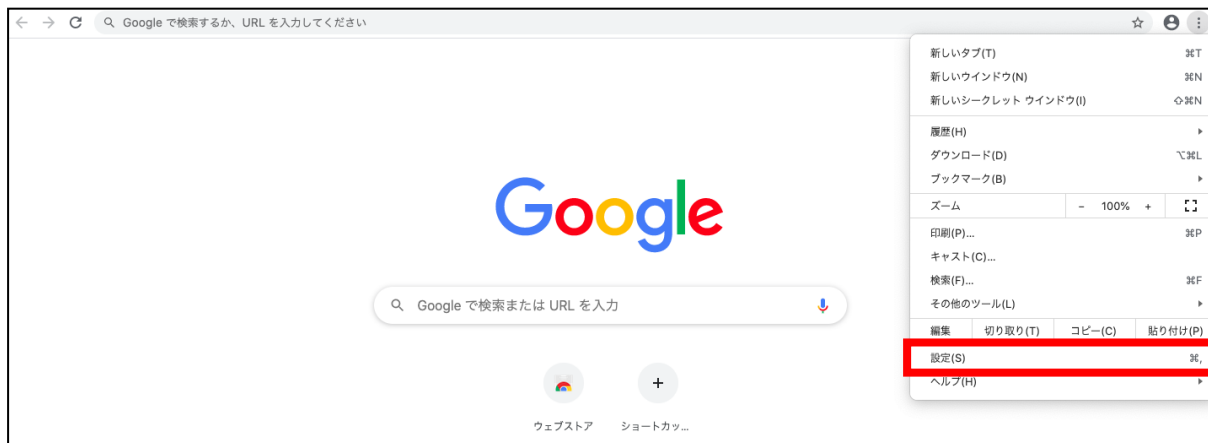 Google で検索するか、URL を入力してください
新しいタブ(T) ⌘T
新しいウインドウ(N) ⌘N
新しいシークレット ウインドウ(I) ⇧⌘N
履歴(H)
ダウンロード(D) ⌥⌘L
ブックマーク(B)
ズーム - 100% +
印刷(P)... ⌘P
キャスト(C)...
検索(F)... ⌘F
その他のツール(L)
編集 切り取り(T) コピー(C) 貼り付け(P)
設定(S) ⌘,
ヘルプ(H)
Google
Google で検索または URL を入力
ウェブストア ショートカッ...